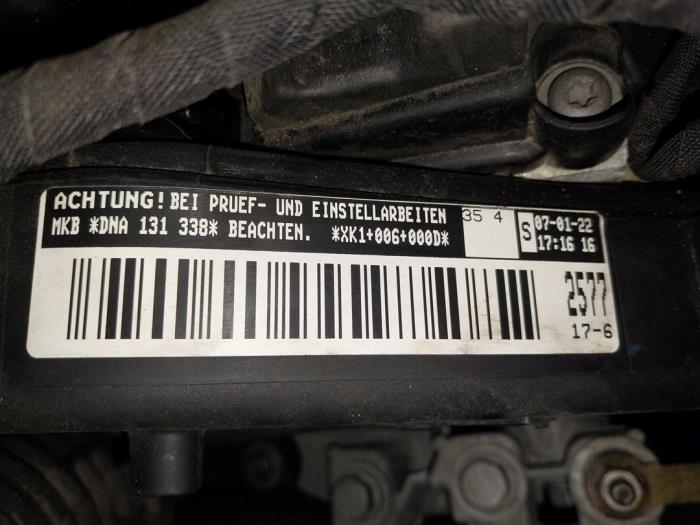 ACHTUNG! BEI PRUEF- UND EINSTELLARBEITEN
MKB *DNA 131 338* BEACHTEN. *XK1+006+000D*
35 4
S
07-01-22
17:16 16
2577
17-6